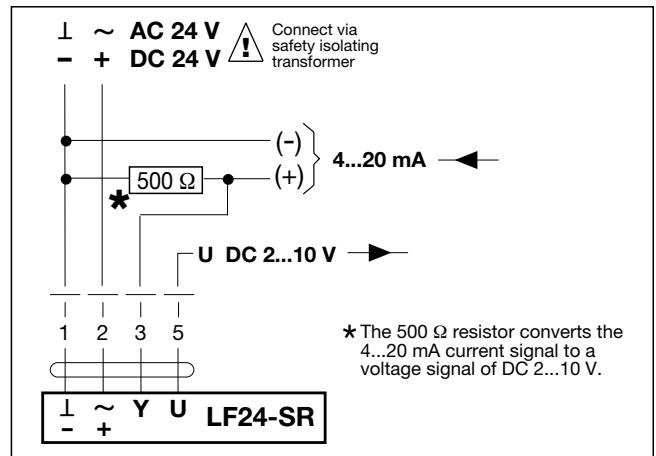 ⊥ ~ AC 24 V
− + DC 24 V
!
Connect via
safety isolating
transformer
(−)
4...20 mA
500 Ω
(+)
*
U DC 2...10 V
1 2 3 5
* The 500 Ω resistor converts the
4...20 mA current signal to a
voltage signal of DC 2...10 V.
⊥ ~ Y U
− +
LF24-SR